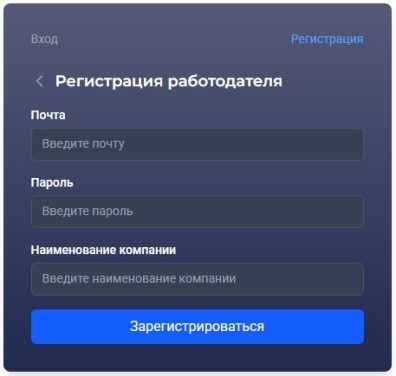 Вход Регистрация
Регистрация работодателя
Почта
Введите почту
Пароль
Введите пароль
Наименование компании
Введите наименование компании
Зарегистрироваться